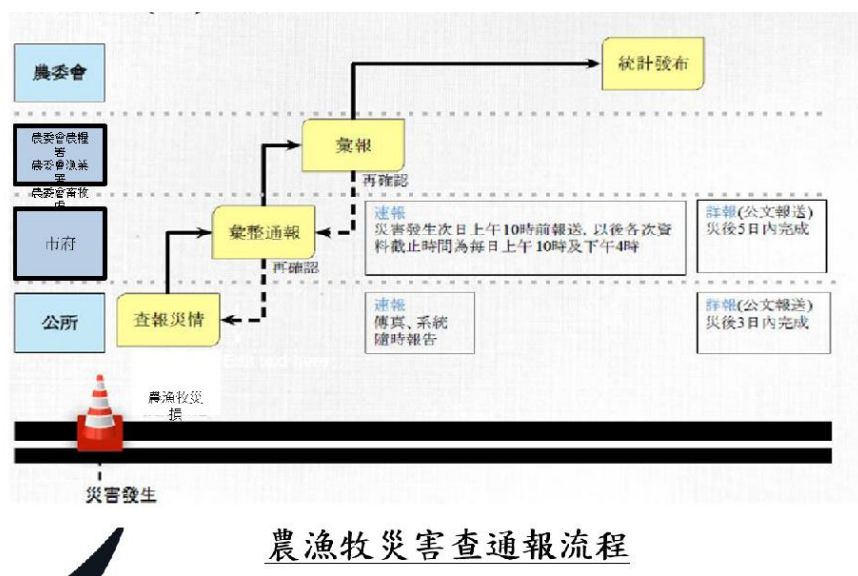 農委會
統計發布
農委會農糧
署
農委會漁業
署
農委會畜牧
處
彙報
再確認
市府
彙整通報
再確認
速報
災害發生次日上午10時前報送，以後各次資
料截止時間為每日上午10時及下午4時
詳報(公文報送)
災後5日內完成
公所
查報災情
速報
傳真、系統
隨時報告
詳報(公文報送)
災後3日內完成
農漁牧災
損
災害發生
農漁牧災害查通報流程